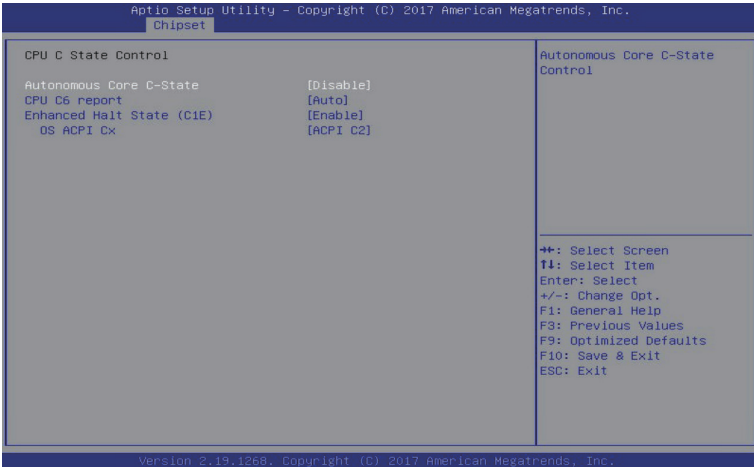 Aptio Setup Utility – Copyright (C) 2017 American Megatrends, Inc.
Chipset
CPU C State Control
Autonomous Core C-State [Disable]
CPU C6 report [Auto]
Enhanced Halt State (C1E) [Enable]
OS ACPI Cx [ACPI C2]
Autonomous Core C-State
Control
→←: Select Screen
↑↓: Select Item
Enter: Select
+/-: Change Opt.
F1: General Help
F3: Previous Values
F9: Optimized Defaults
F10: Save & Exit
ESC: Exit
Version 2.19.1268. Copyright (C) 2017 American Megatrends, Inc.